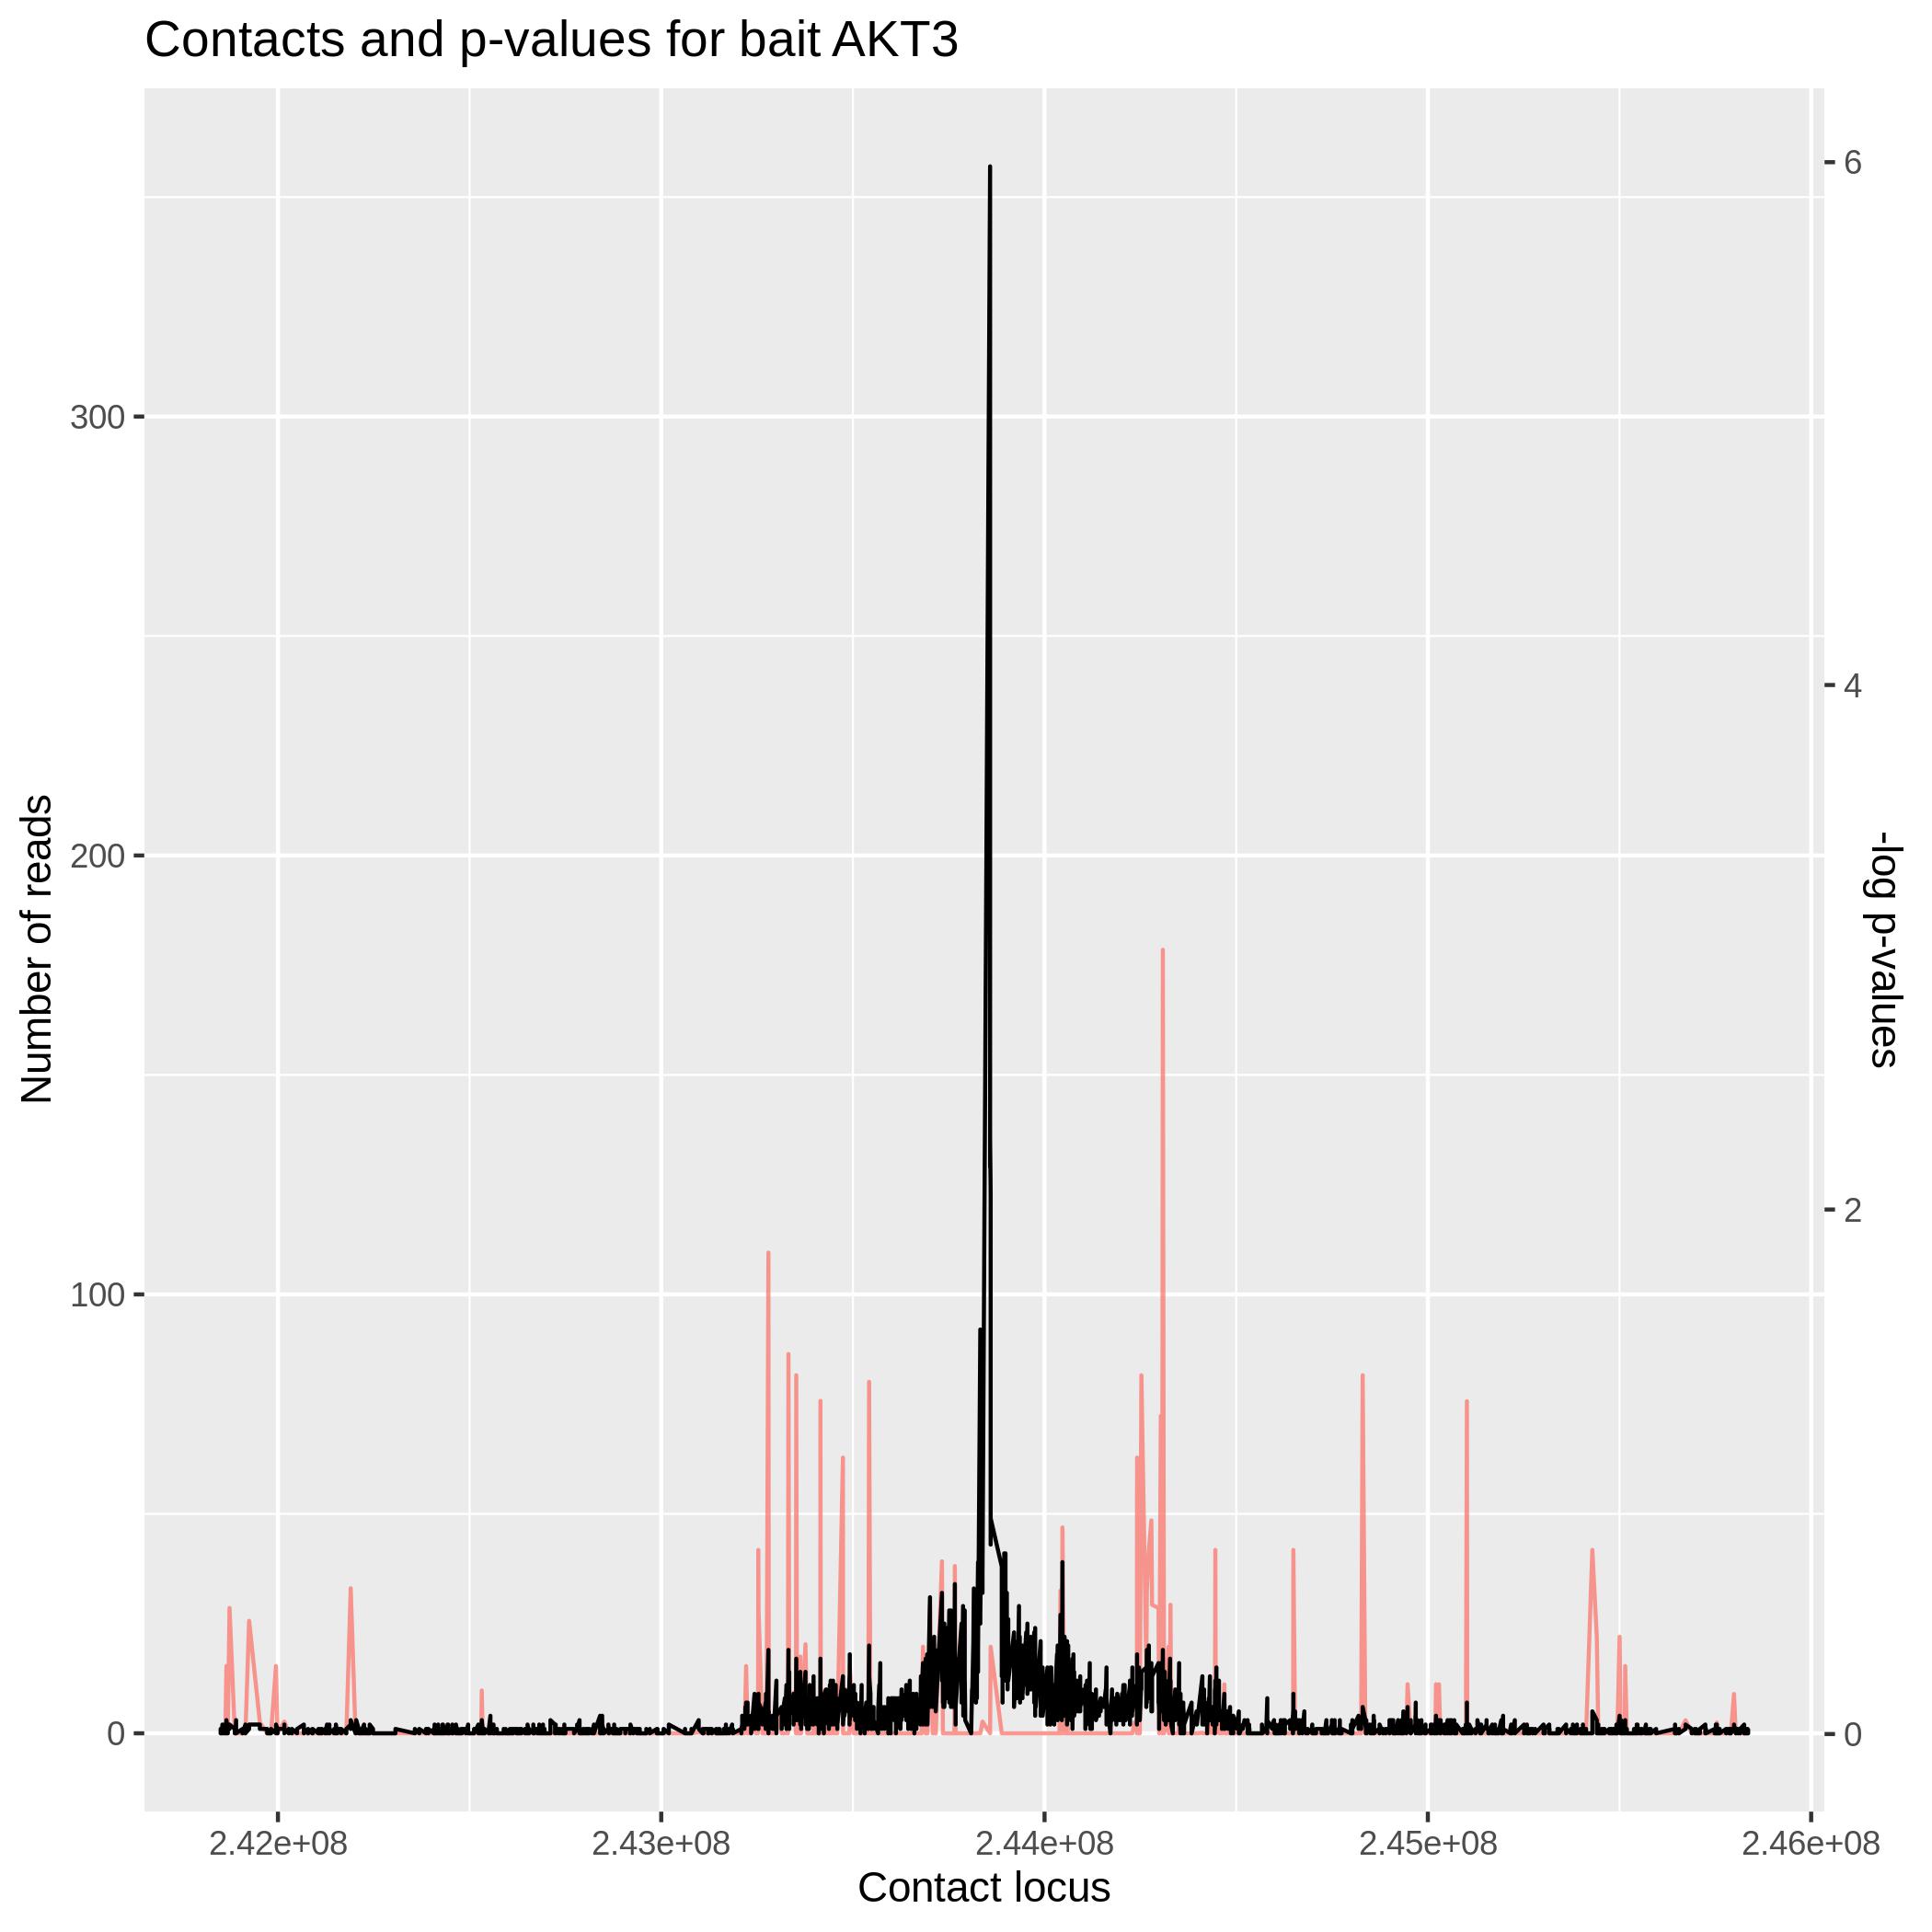 Contacts and p-values for bait AKT3
Number of reads
300
200
100
0
6
4
2
0
-log p-values
2.42e+08
2.43e+08
2.44e+08
2.45e+08
2.46e+08
Contact locus